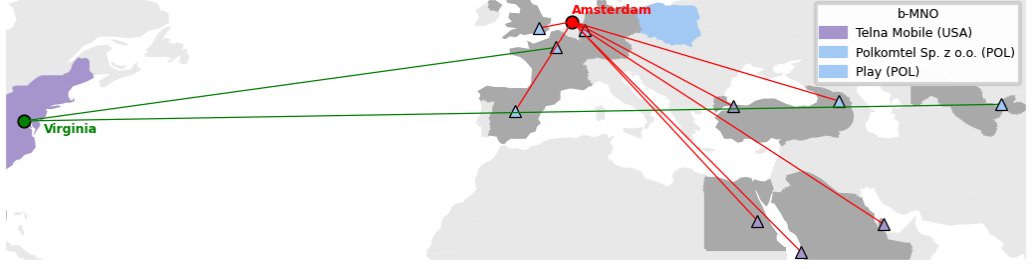 Amsterdam
b-MNO
Telna Mobile (USA)
Polkomtel Sp. z o.o. (POL)
Play (POL)
Virginia